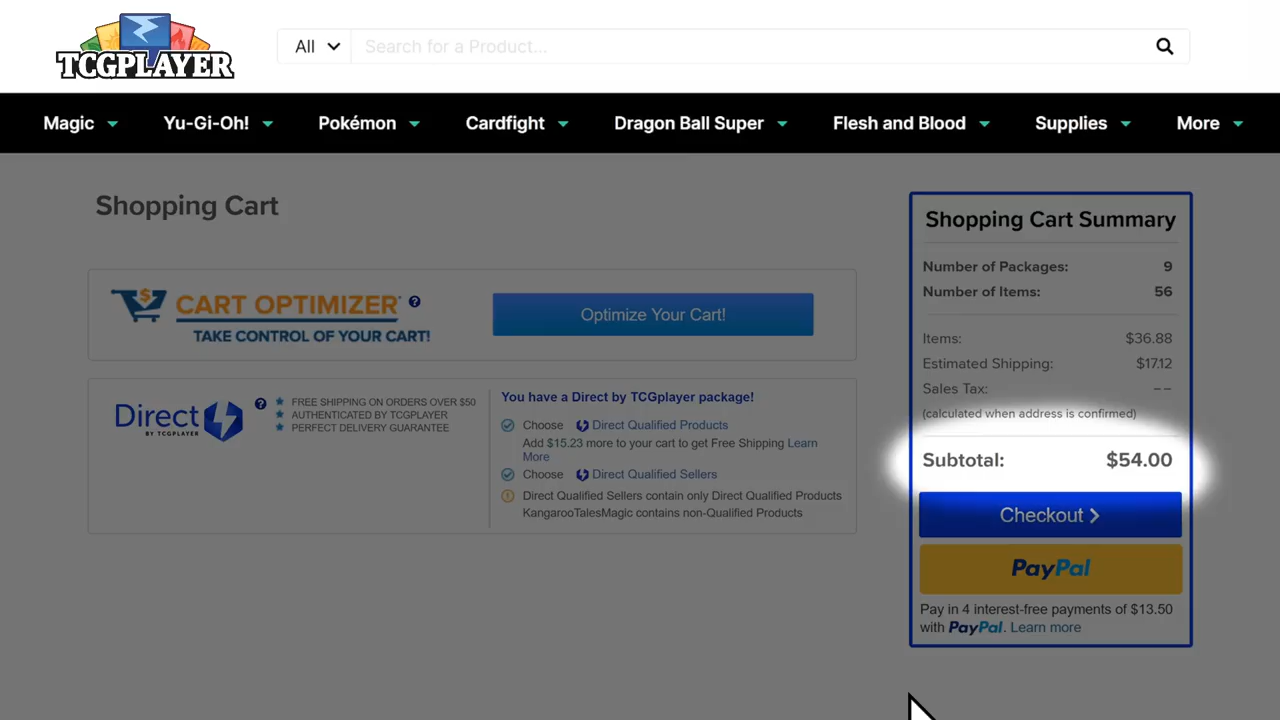 TCGPLAYER
All
Search for a Product...
Magic Yu-Gi-Oh! Pokémon Cardfight Dragon Ball Super Flesh and Blood Supplies More
Shopping Cart
CART OPTIMIZER
TAKE CONTROL OF YOUR CART!
Optimize Your Cart!
Direct
BY TCGPLAYER
FREE SHIPPING ON ORDERS OVER $50
AUTHENTICATED BY TCGPLAYER
PERFECT DELIVERY GUARANTEE
You have a Direct by TCGplayer package!
Choose Direct Qualified Products
Add $15.23 more to your cart to get Free Shipping Learn
More
Choose Direct Qualified Sellers
Direct Qualified Sellers contain only Direct Qualified Products
KangarooTalesMagic contains non-Qualified Products
Shopping Cart Summary
Number of Packages: 9
Number of Items: 56
Items: $36.88
Estimated Shipping: $17.12
Sales Tax: --
(calculated when address is confirmed)
Subtotal: $54.00
Checkout
PayPal
Pay in 4 interest-free payments of $13.50
with PayPal. Learn more